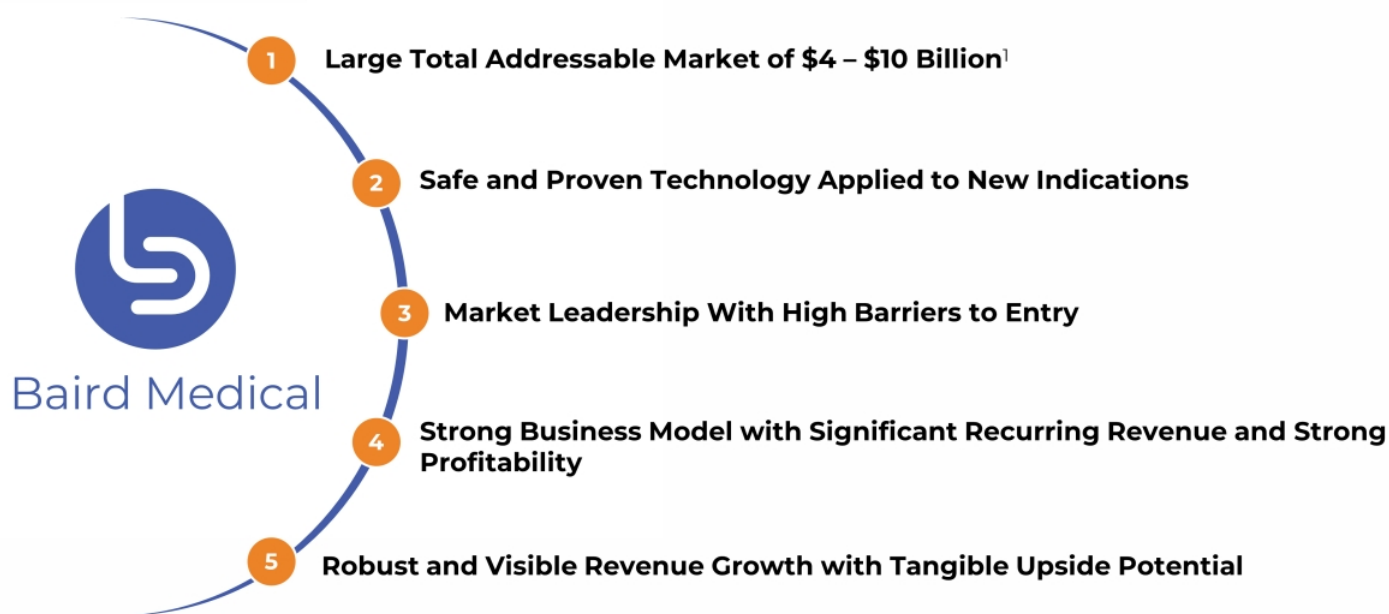 1
Large Total Addressable Market of $4 – $10 Billion¹
2
Safe and Proven Technology Applied to New Indications
3
Market Leadership With High Barriers to Entry
Baird Medical
4
Strong Business Model with Significant Recurring Revenue and Strong
Profitability
5
Robust and Visible Revenue Growth with Tangible Upside Potential